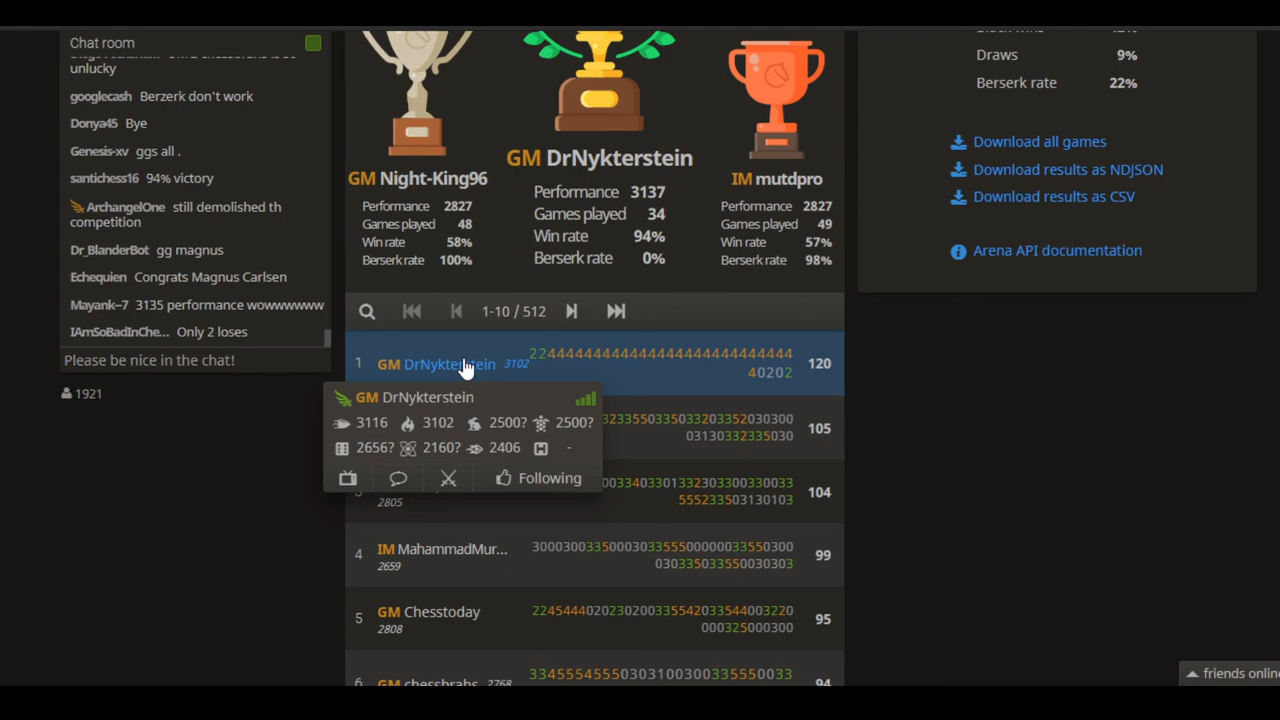 Chat room
unlucky
googlecash Berzerk don't work
Donya45 Bye
Genesis-xv ggs all .
santichess16 94% victory
ArchangelOne still demolished th
competition
Dr_BlanderBot gg magnus
Echequien Congrats Magnus Carlsen
Mayank--7 3135 performance wowwwwww
IAmSoBadInChe... Only 2 loses
Please be nice in the chat!
1921
GM Night-King96
Performance 2827
Games played 48
Win rate 58%
Berserk rate 100%
GM DrNykterstein
Performance 3137
Games played 34
Win rate 94%
Berserk rate 0%
IM mutdpro
Performance 2827
Games played 49
Win rate 57%
Berserk rate 98%
1-10 / 512
1 GM DrNykterstein 3102 120
40202
GM DrNykterstein
3116 3102 2500? 2500?
2656? 2160? 2406 -
Following
105
03130332335030
104
2805 555233503130103
4 IM MahammadMur... 99
2659 030335033550030303
5 GM Chesstoday 95
2808 000325000300
GM chessbrahs 2768 94
Draws 9%
Berserk rate 22%
Download all games
Download results as NDJSON
Download results as CSV
Arena API documentation
friends online